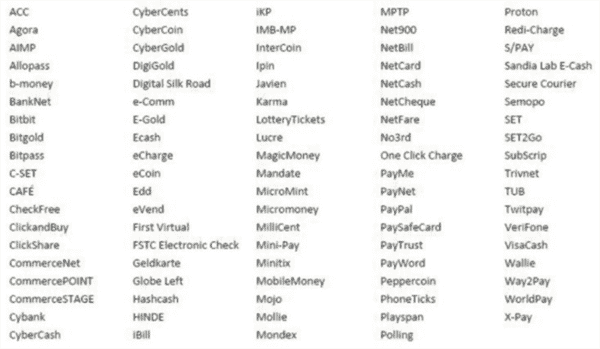 ACC
Agora
AIMP
Allopass
b-money
BankNet
Bitbit
Bitgold
Bitpass
C-SET
CAFÉ
CheckFree
ClickandBuy
ClickShare
CommerceNet
CommercePOINT
CommerceSTAGE
Cybank
CyberCash
CyberCents
CyberCoin
CyberGold
DigiGold
Digital Silk Road
e-Comm
E-Gold
Ecash
eCharge
eCoin
Edd
eVend
First Virtual
FSTC Electronic Check
Geldkarte
Globe Left
Hashcash
HINDE
iBill
iKP
IMB-MP
InterCoin
Ipin
Javien
Karma
LotteryTickets
Lucre
MagicMoney
Mandate
MicroMint
Micromoney
MilliCent
Mini-Pay
Minitix
MobileMoney
Mojo
Mollie
Mondex
MPTP
Net900
NetBill
NetCard
NetCash
NetCheque
NetFare
No3rd
One Click Charge
PayMe
PayNet
PayPal
PaySafeCard
PayTrust
PayWord
Peppercoin
PhoneTicks
Playspan
Polling
Proton
Redi-Charge
S/PAY
Sandia Lab E-Cash
Secure Courier
Semopo
SET
SET2Go
SubScrip
Trivnet
TUB
Twitpay
VeriFone
VisaCash
Wallie
Way2Pay
WorldPay
X-Pay